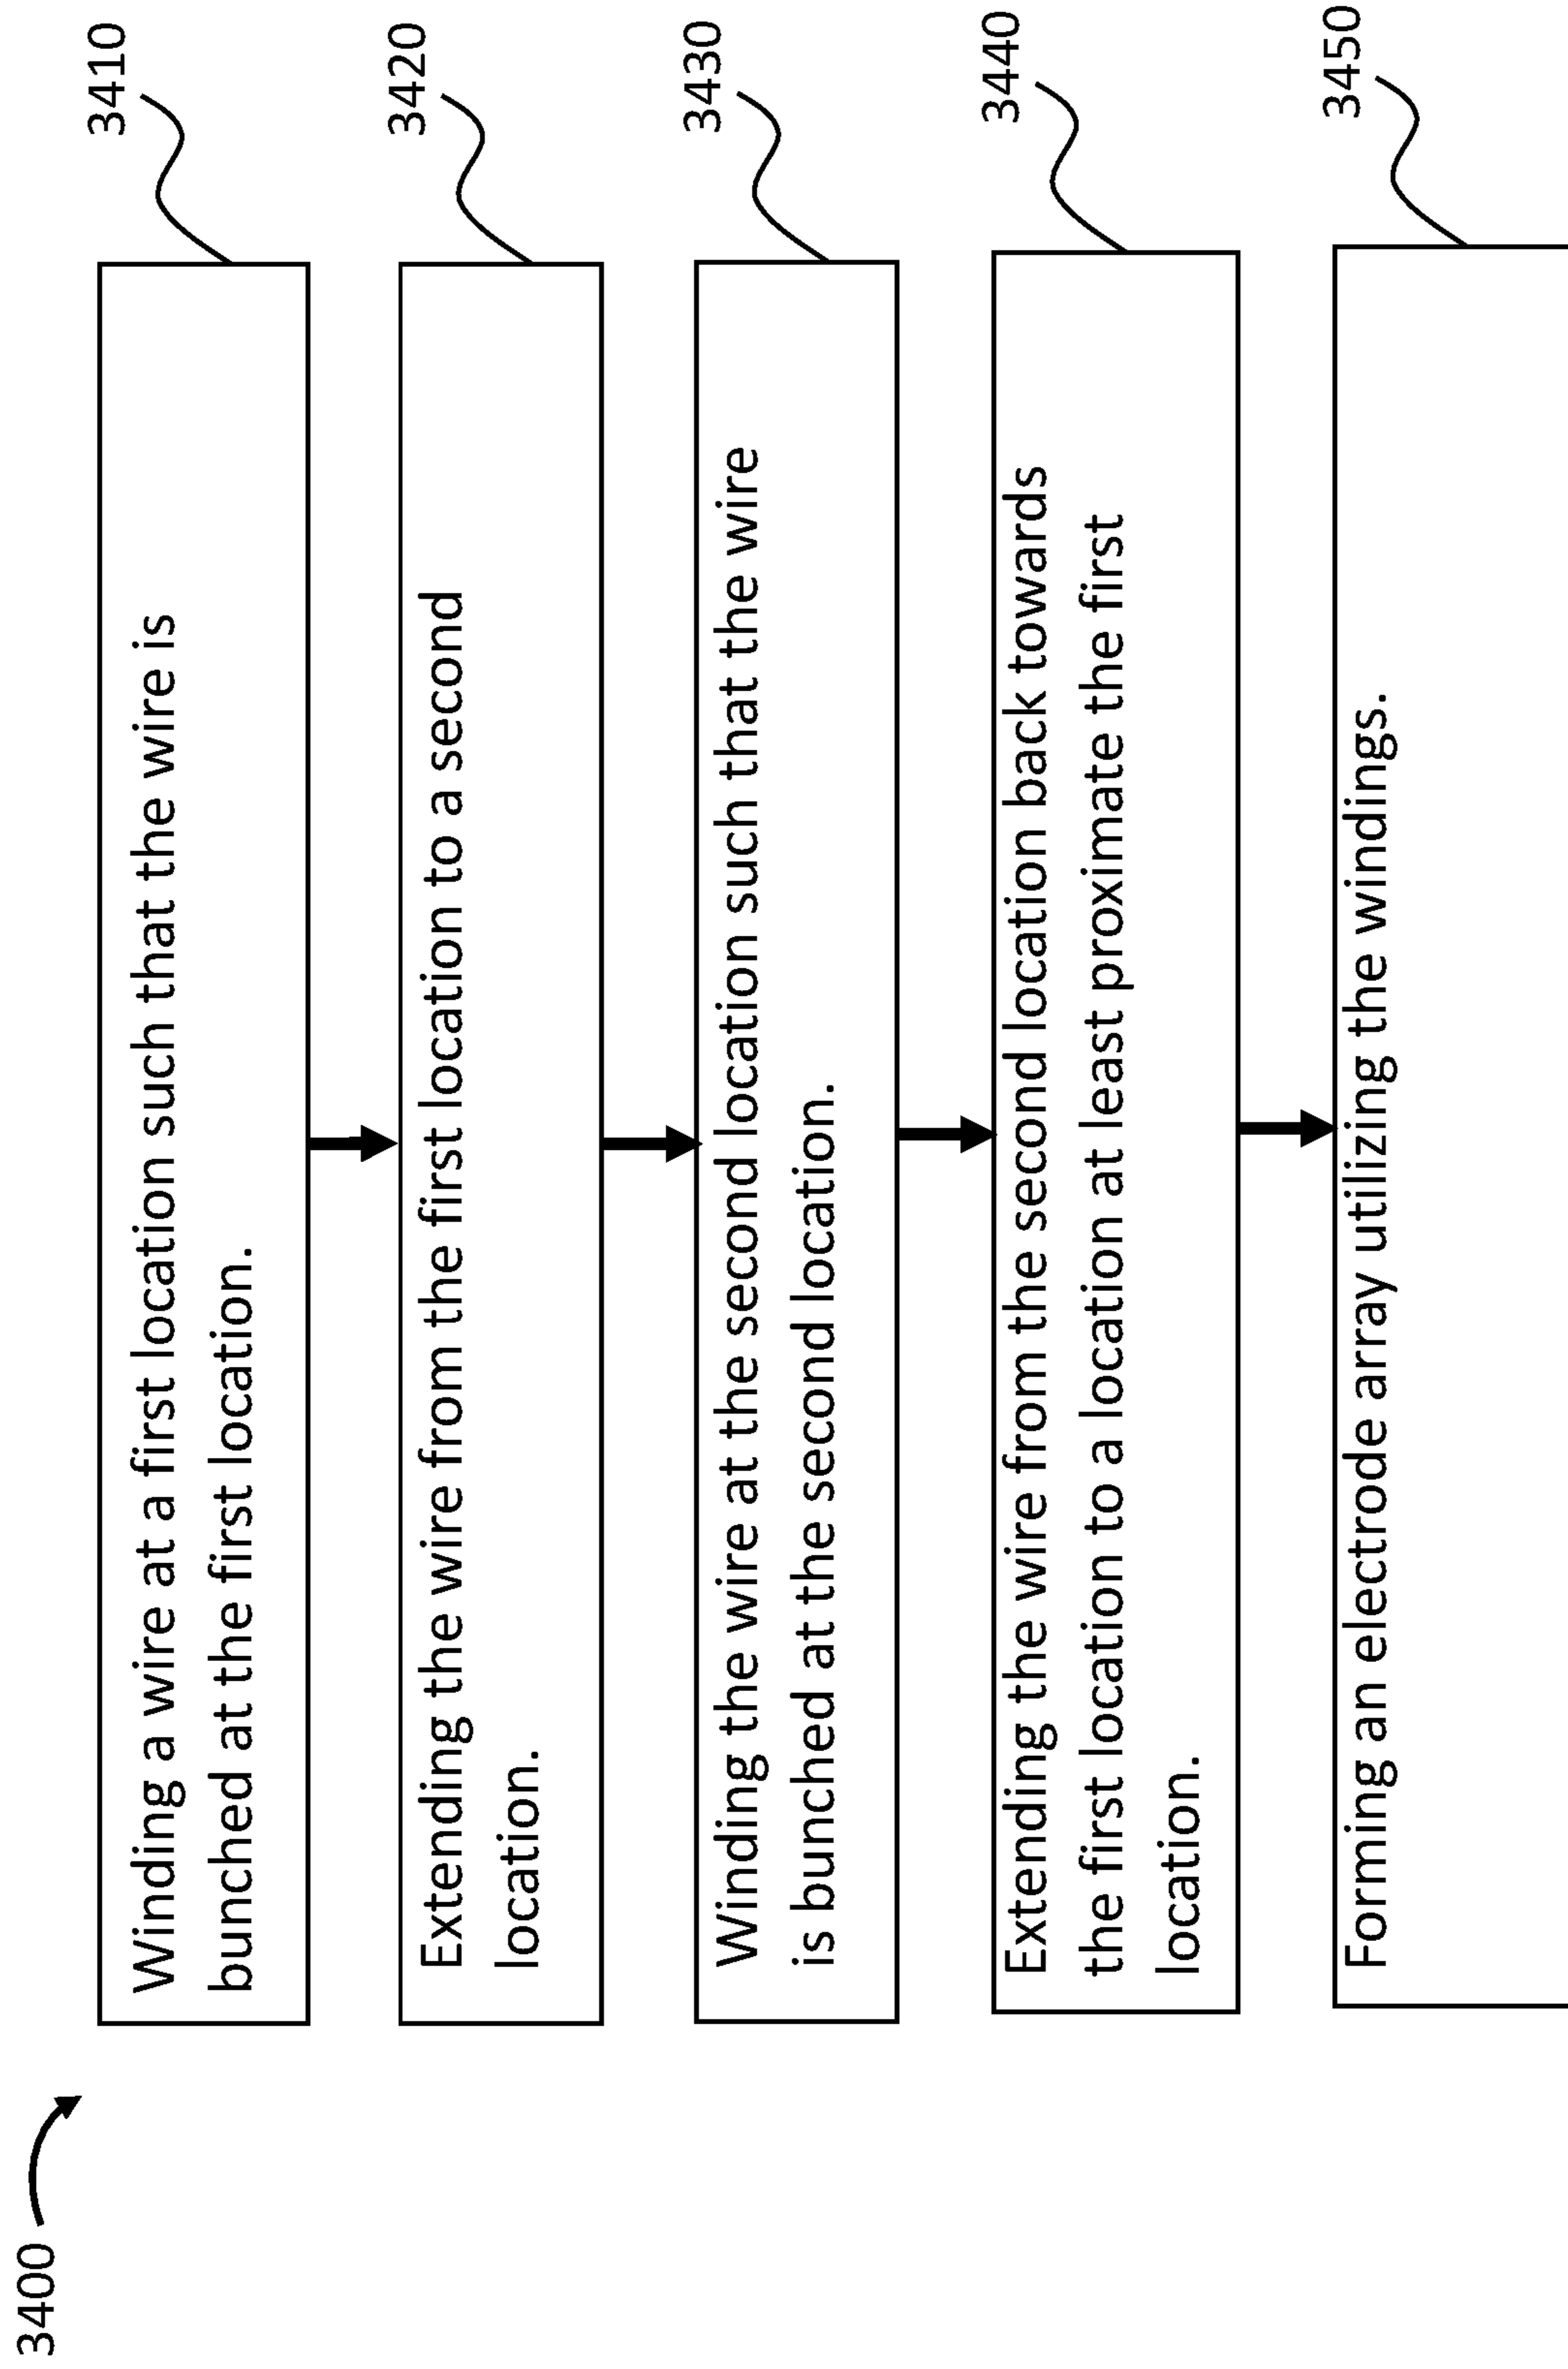 3400
3410
Winding a wire at a first location such that the wire is
bunched at the first location.
3420
Extending the wire from the first location to a second
location.
3430
Winding the wire at the second location such that the wire
is bunched at the second location.
3440
Extending the wire from the second location back towards
the first location to a location at least proximate the first
location.
3450
Forming an electrode array utilizing the windings.